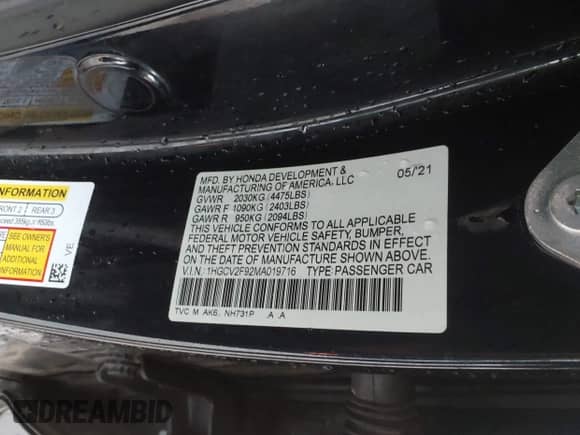 MFD. BY HONDA DEVELOPMENT & 05/21
MANUFACTURING OF AMERICA, LLC
GVWR 2030KG (4475LBS)
GAWR F 1090KG (2403LBS)
GAWR R 950KG (2094LBS)
THIS VEHICLE CONFORMS TO ALL APPLICABLE
FEDERAL MOTOR VEHICLE SAFETY, BUMPER,
AND THEFT PREVENTION STANDARDS IN EFFECT
ON THE DATE OF MANUFACTURE SHOWN ABOVE.
V.I.N. 1HGCV2F92MA019716 TYPE PASSENGER CAR
TVC M AK6. NH731P A .A
INFORMATION
FRONT 2 REAR 3
SEE OWNER'S
MANUAL FOR
ADDITIONAL
INFORMATION
VE
DREAMBID